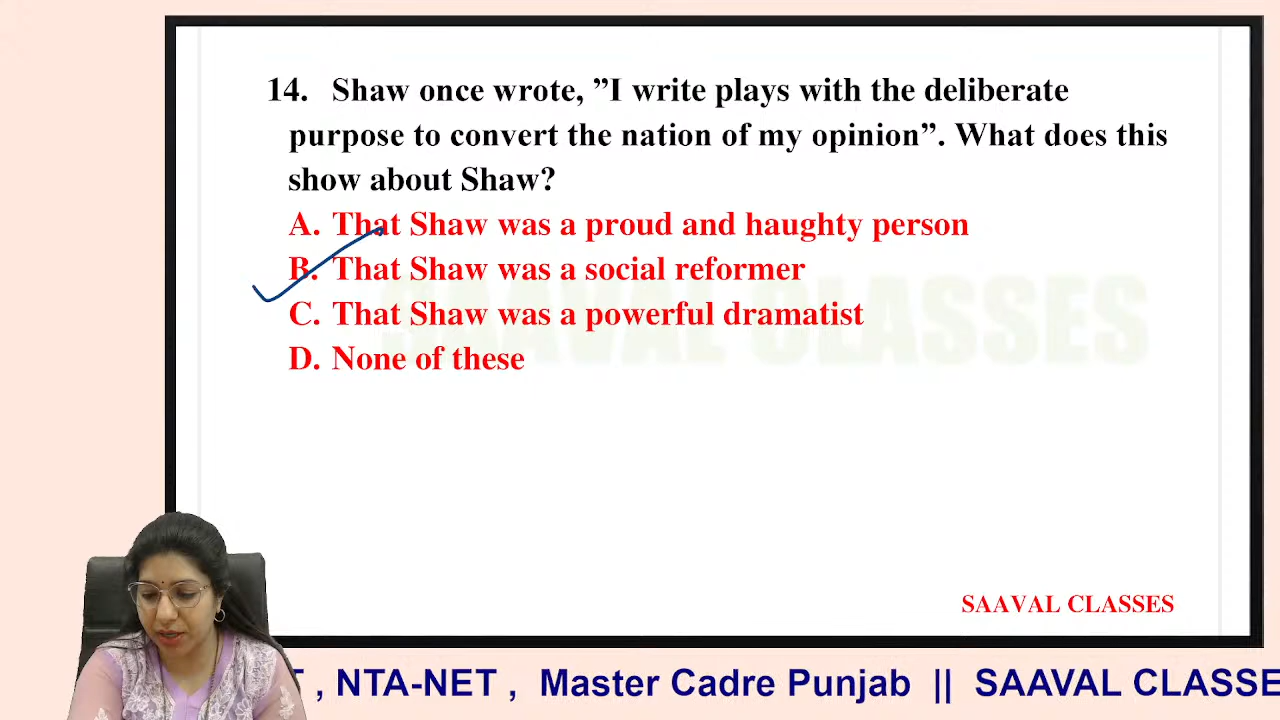 14. Shaw once wrote, ”I write plays with the deliberate
purpose to convert the nation of my opinion”. What does this
show about Shaw?
A. That Shaw was a proud and haughty person
B. That Shaw was a social reformer
C. That Shaw was a powerful dramatist
D. None of these
SAAVAL CLASSES
SAAVAL CLASSES
T , NTA-NET , Master Cadre Punjab || SAAVAL CLASSE